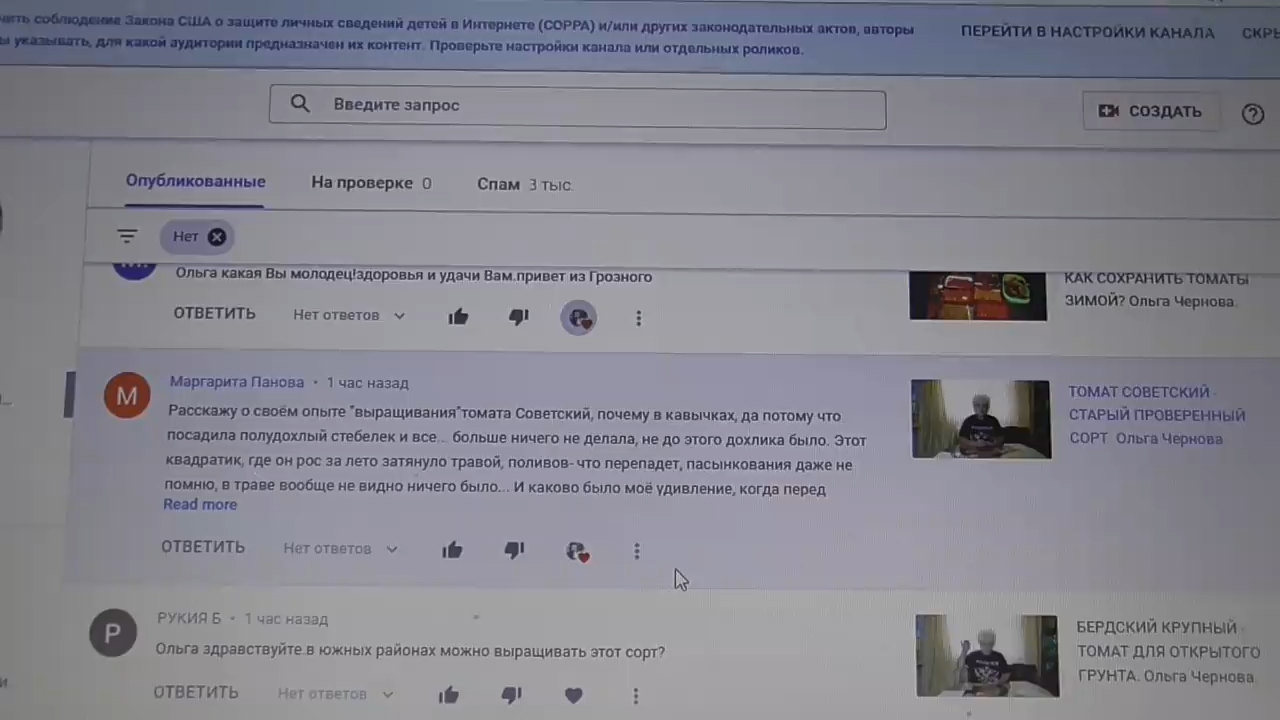 соблюдение Закона США о защите личных сведений детей в Интернете (COPPA) и/или других законодательных актов, авторы
указывать, для какой аудитории предназначен их контент. Проверьте настройки канала или отдельных роликов.
ПЕРЕЙТИ В НАСТРОЙКИ КАНАЛА
Введите запрос
СОЗДАТЬ
Опубликованные
На проверке 0
Спам 3 тыс.
Нет
Ольга какая Вы молодец!здоровья и удачи Вам.привет из Грозного
ОТВЕТИТЬ
Нет ответов
КАК СОХРАНИТЬ ТОМАТЫ
ЗИМОЙ? Ольга Чернова.
М
Маргарита Панова • 1 час назад
Расскажу о своём опыте "выращивания"томата Советский, почему в кавычках, да потому что
посадила полудохлый стебелек и все... больше ничего не делала, не до этого дохлика было. Этот
квадратик, где он рос за лето затянуло травой, поливов- что перепадет, пасынкования даже не
помню, в траве вообще не видно ничего было... И каково было моё удивление, когда перед
Read more
ОТВЕТИТЬ
Нет ответов
ТОМАТ СОВЕТСКИЙ -
СТАРЫЙ ПРОВЕРЕННЫЙ
СОРТ Ольга Чернова
Р
РУКИЯ Б • 1 час назад
Ольга здравствуйте.в южных районах можно выращивать этот сорт?
ОТВЕТИТЬ
Нет ответов
БЕРДСКИЙ КРУПНЫЙ -
ТОМАТ ДЛЯ ОТКРЫТОГО
ГРУНТА. Ольга Чернова.